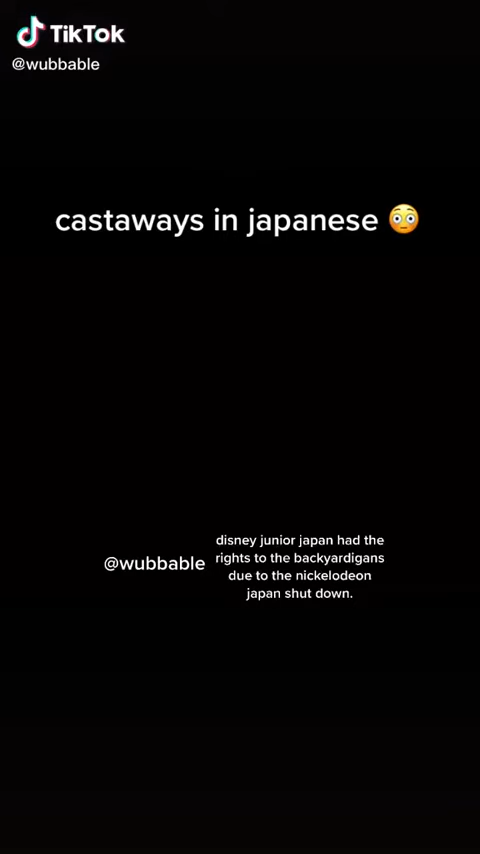 TikTok
@wubbable
castaways in japanese 😳
@wubbable
disney junior japan had the
rights to the backyardigans
due to the nickelodeon
japan shut down.